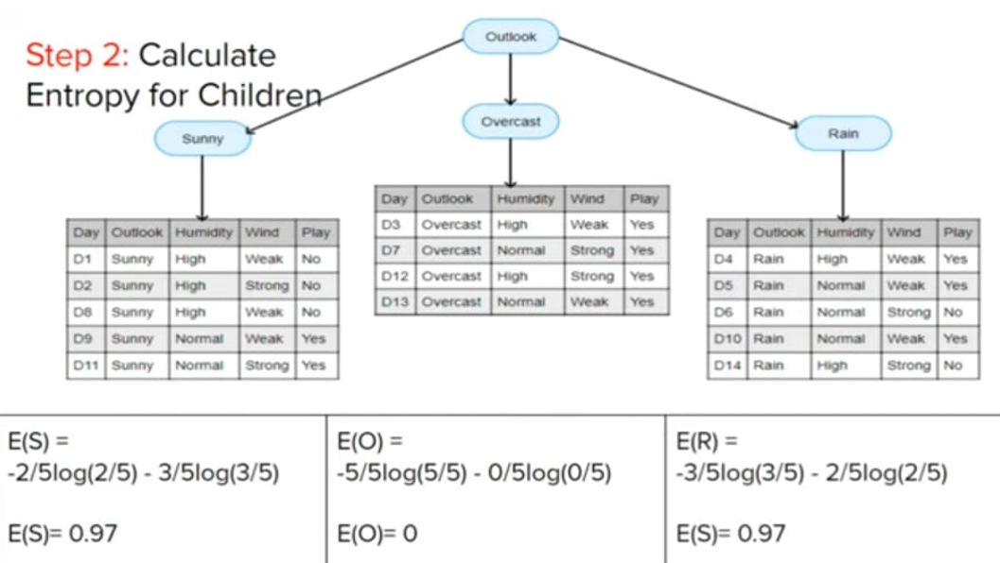 Step 2: Calculate
Entropy for Children
Outlook
Sunny
Overcast
Rain
Day Outlook Humidity Wind Play
D1 Sunny High Weak No
D2 Sunny High Strong No
D8 Sunny High Weak No
D9 Sunny Normal Weak Yes
D11 Sunny Normal Strong Yes
Day Outlook Humidity Wind Play
D3 Overcast High Weak Yes
D7 Overcast Normal Strong Yes
D12 Overcast High Strong Yes
D13 Overcast Normal Weak Yes
Day Outlook Humidity Wind Play
D4 Rain High Weak Yes
D5 Rain Normal Weak Yes
D6 Rain Normal Strong No
D10 Rain Normal Weak Yes
D14 Rain High Strong No
E(S) =
-2/5log(2/5) - 3/5log(3/5)
E(S)= 0.97
E(O) =
-5/5log(5/5) - 0/5log(0/5)
E(O)= 0
E(R) =
-3/5log(3/5) - 2/5log(2/5)
E(S)= 0.97